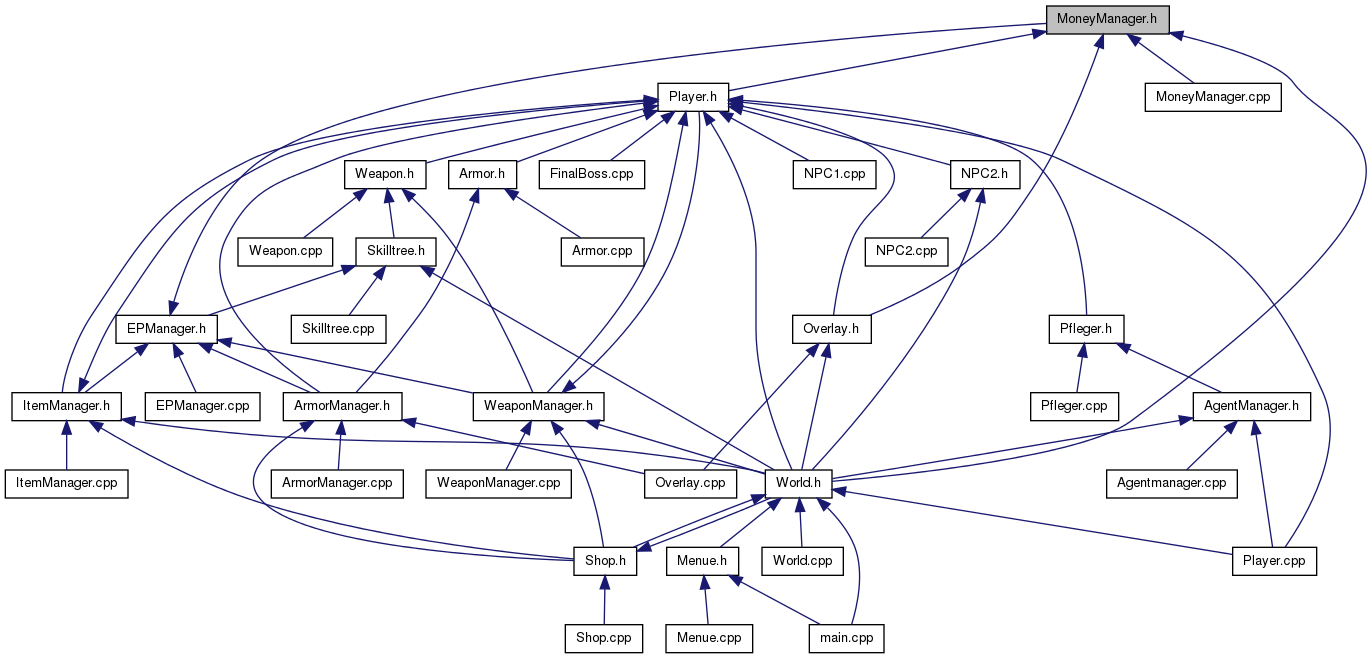 MoneyManager.h
Player.h
MoneyManager.cpp
Weapon.h
Armor.h
FinalBoss.cpp
NPC1.cpp
NPC2.h
Weapon.cpp
Skilltree.h
Armor.cpp
NPC2.cpp
EPManager.h
Skilltree.cpp
Overlay.h
Pfleger.h
ItemManager.h
EPManager.cpp
ArmorManager.h
WeaponManager.h
Pfleger.cpp
AgentManager.h
ItemManager.cpp
ArmorManager.cpp
WeaponManager.cpp
Overlay.cpp
World.h
Agentmanager.cpp
Shop.h
Menue.h
World.cpp
Player.cpp
Shop.cpp
Menue.cpp
main.cpp